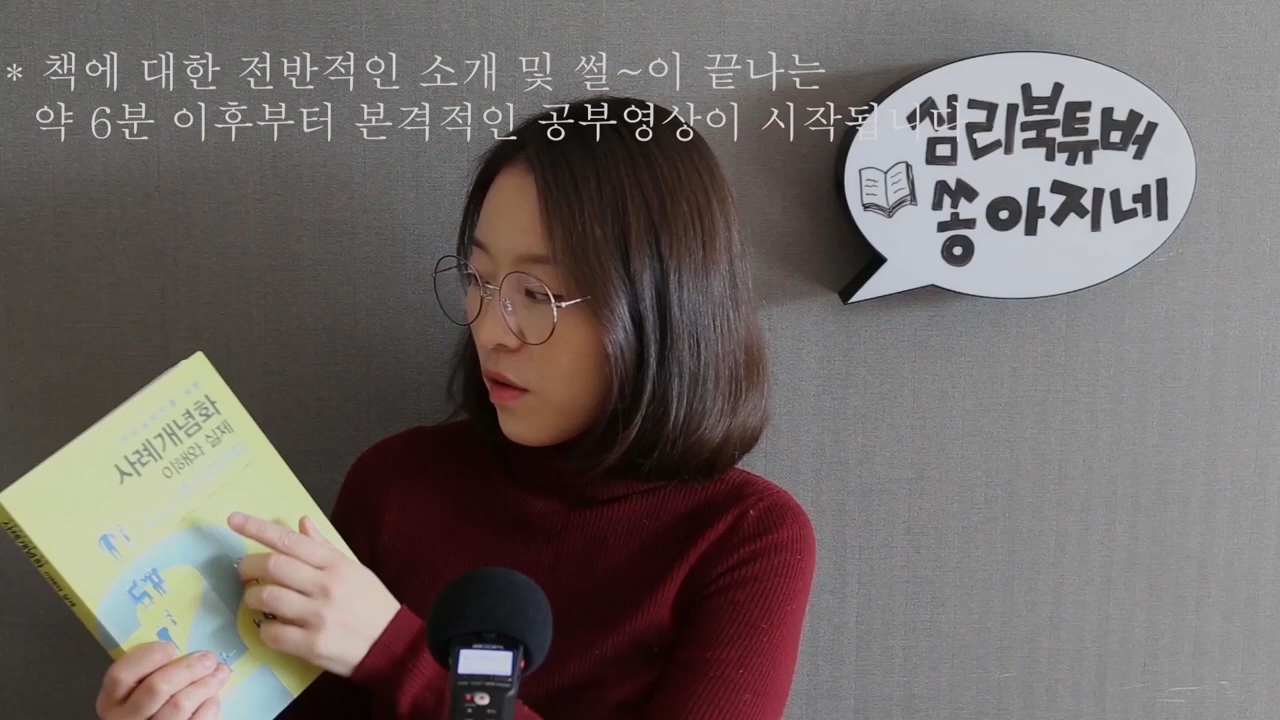 * 책에 대한 전반적인 소개 및 썰~이 끝나는
약 6분 이후부터 본격적인 공부영상이 시작됩니다
심리북튜버
쏭아지네
사례개념화
이해와 실제